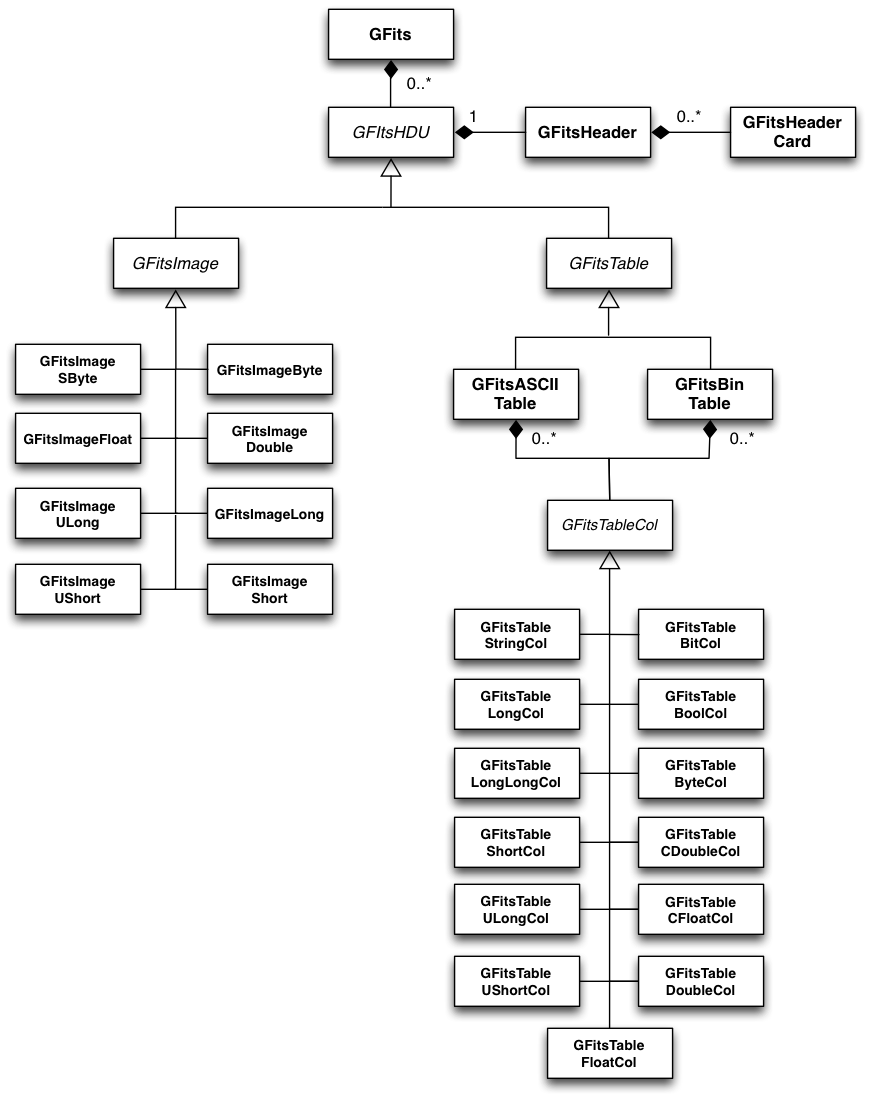 GFits
0..*
GFItsHDU
1
GFitsHeader
0..*
GFitsHeader
Card
GFitsImage
GFitsTable
GFitsImage
SByte
GFitsImageByte
GFitsImageFloat
GFitsImage
Double
GFitsImage
ULong
GFitsImageLong
GFitsImage
UShort
GFitsImage
Short
GFitsASCII
Table
GFitsBin
Table
0..*
0..*
GFitsTableCol
GFitsTable
StringCol
GFitsTable
BitCol
GFitsTable
LongCol
GFitsTable
BoolCol
GFitsTable
LongLongCol
GFitsTable
ByteCol
GFitsTable
ShortCol
GFitsTable
CDoubleCol
GFitsTable
ULongCol
GFitsTable
CFloatCol
GFitsTable
UShortCol
GFitsTable
DoubleCol
GFitsTable
FloatCol